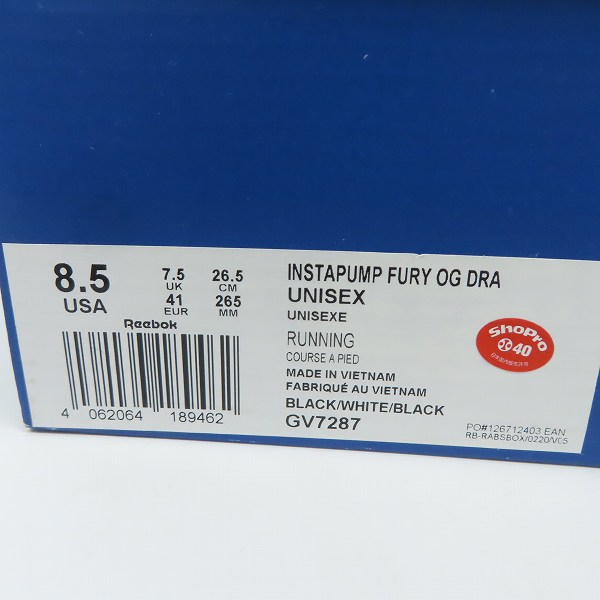 8.5
USA
7.5
UK
41
EUR
26.5
CM
265
MM
Reebok
4 062064 189462
INSTAPUMP FURY OG DRA
UNISEX
UNISEXE
RUNNING
COURSE A PIED
MADE IN VIETNAM
FABRIQUÉ AU VIETNAM
BLACK/WHITE/BLACK
GV7287
ShoPro
40
PO#126712403 EAN
RB-RABSBOX/0220/V05